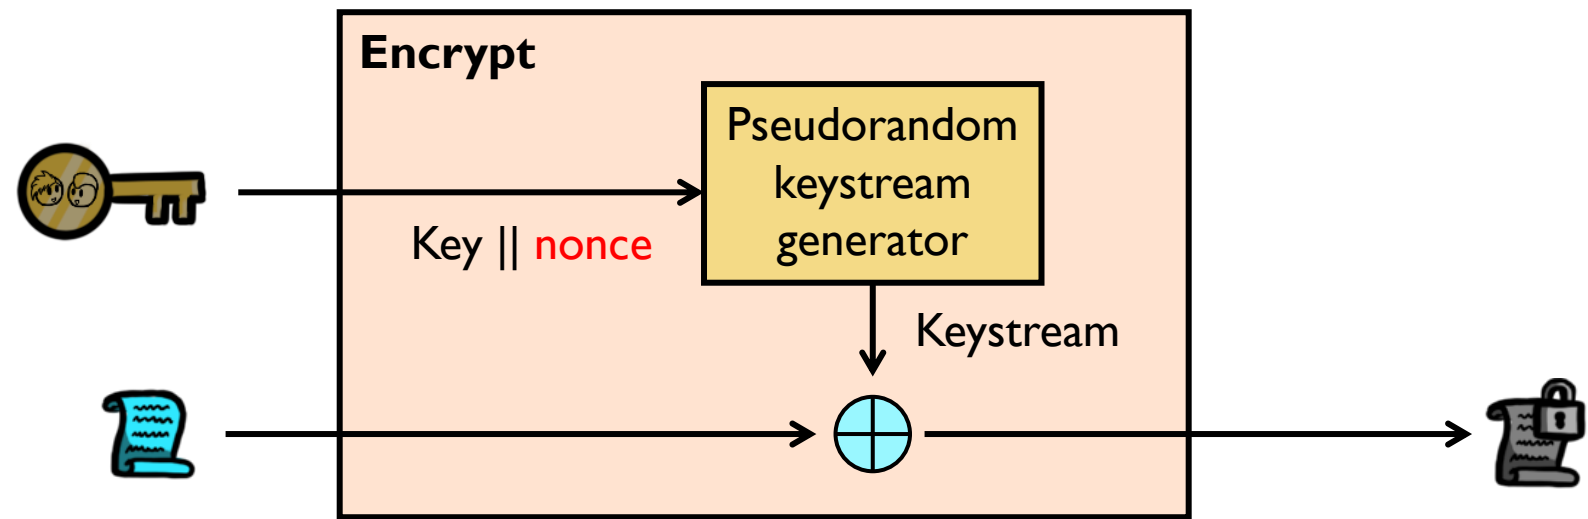 Encrypt
Pseudorandom
keystream
generator
Key || nonce
Keystream